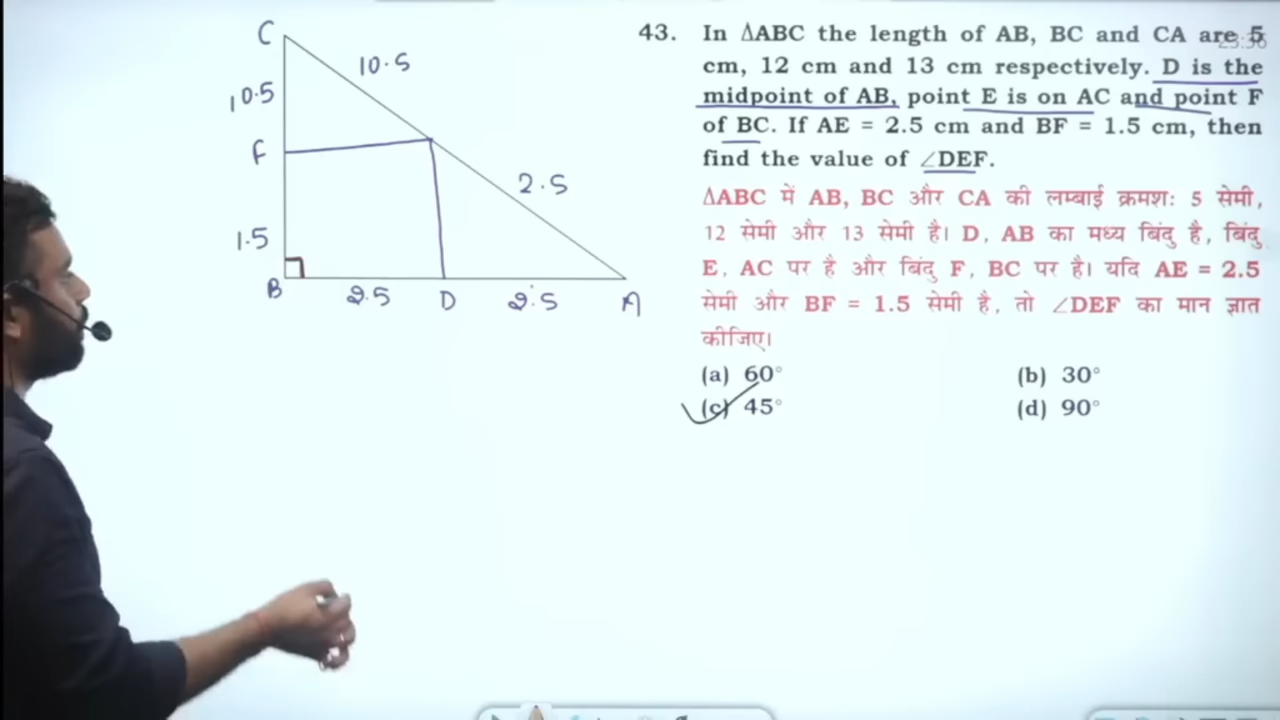 43. In ΔABC the length of AB, BC and CA are 5
cm, 12 cm and 13 cm respectively. D is the
midpoint of AB, point E is on AC and point F
of BC. If AE = 2.5 cm and BF = 1.5 cm, then
find the value of ∠DEF.
ΔABC में AB, BC और CA की लम्बाई क्रमशः 5 सेमी,
12 सेमी और 13 सेमी है। D, AB का मध्य बिंदु है, बिंदु
E, AC पर है और बिंदु F, BC पर है। यदि AE = 2.5
सेमी और BF = 1.5 सेमी है, तो ∠DEF का मान ज्ञात
कीजिए।
(a) 60° (b) 30°
(c) 45° (d) 90°
C
10.5
10.5
F
2.5
1.5
B 2.5 D 2.5 A